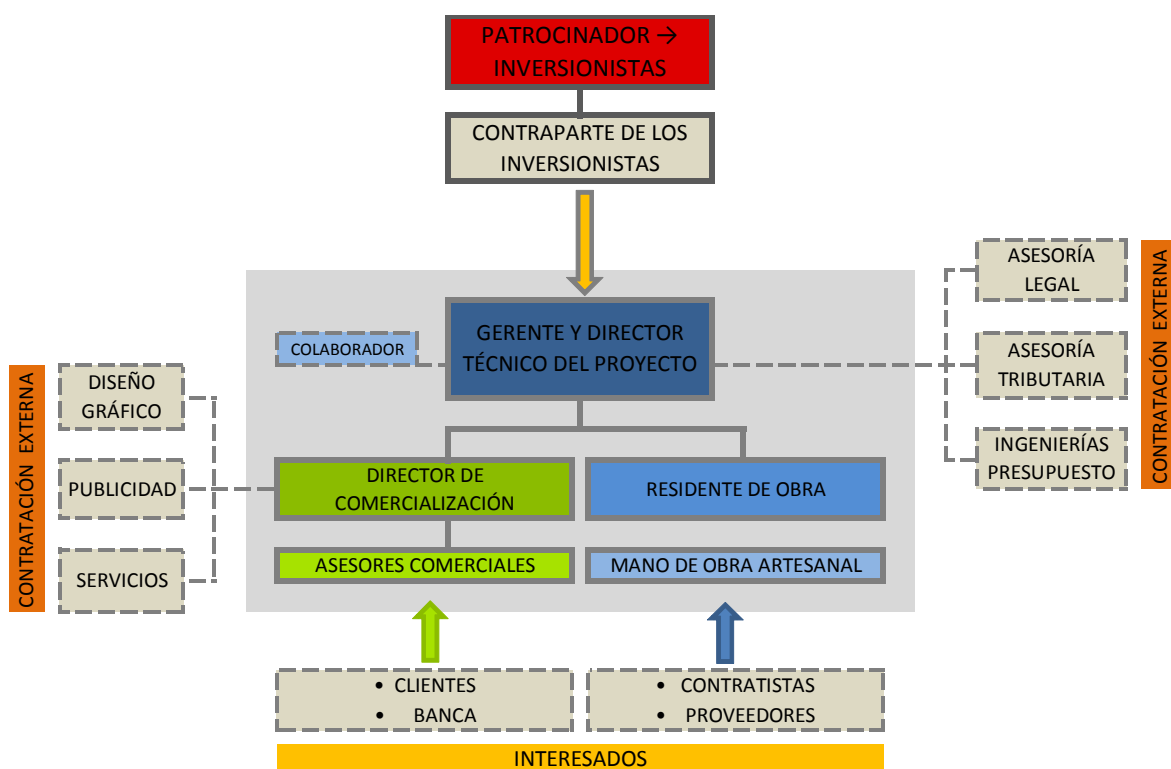 PATROCINADOR →
INVERSIONISTAS
CONTRAPARTE DE LOS
INVERSIONISTAS
GERENTE Y DIRECTOR
TÉCNICO DEL PROYECTO
COLABORADOR
ASESORÍA
LEGAL
ASESORÍA
TRIBUTARIA
INGENIERÍAS
PRESUPUESTO
CONTRATACIÓN EXTERNA
CONTRATACIÓN EXTERNA
DISEÑO
GRÁFICO
PUBLICIDAD
SERVICIOS
DIRECTOR DE
COMERCIALIZACIÓN
RESIDENTE DE OBRA
ASESORES COMERCIALES
MANO DE OBRA ARTESANAL
• CLIENTES
• BANCA
• CONTRATISTAS
• PROVEEDORES
INTERESADOS